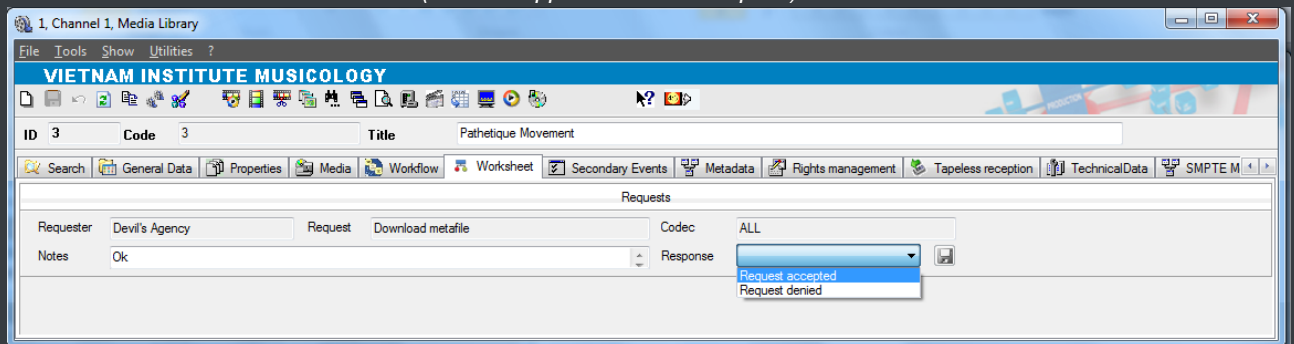 1, Channel 1, Media Library
File Tools Show Utilities ?
VIETNAM INSTITUTE MUSICOLOGY
PRODUCTION
ID 3 Code 3 Title Pathetique Movement
Search General Data Properties Media Workflow Worksheet Secondary Events Metadata Rights management Tapeless reception TechnicalData SMPTE M
Requests
Requester Devil's Agency Request Download metafile Codec ALL
Notes Ok Response
Request accepted
Request denied